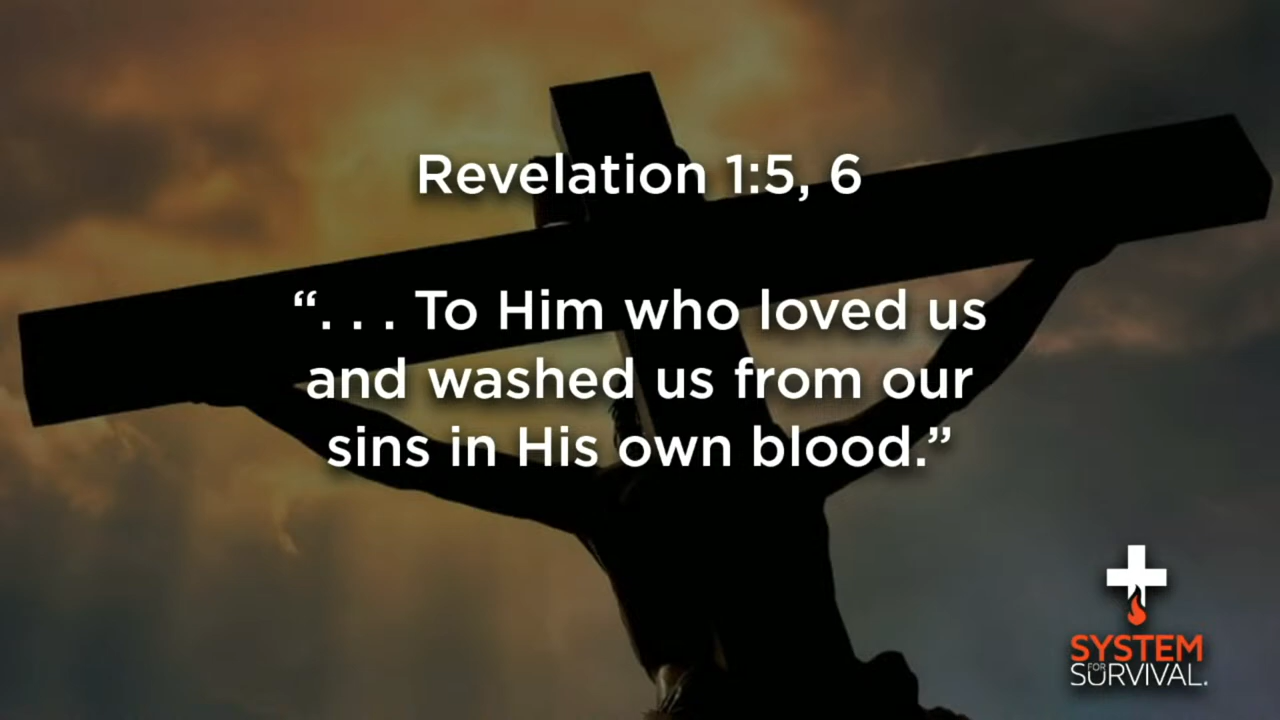 Revelation 1:5, 6
“. . . To Him who loved us
and washed us from our
sins in His own blood.”
SYSTEM
FOR
SURVIVAL.